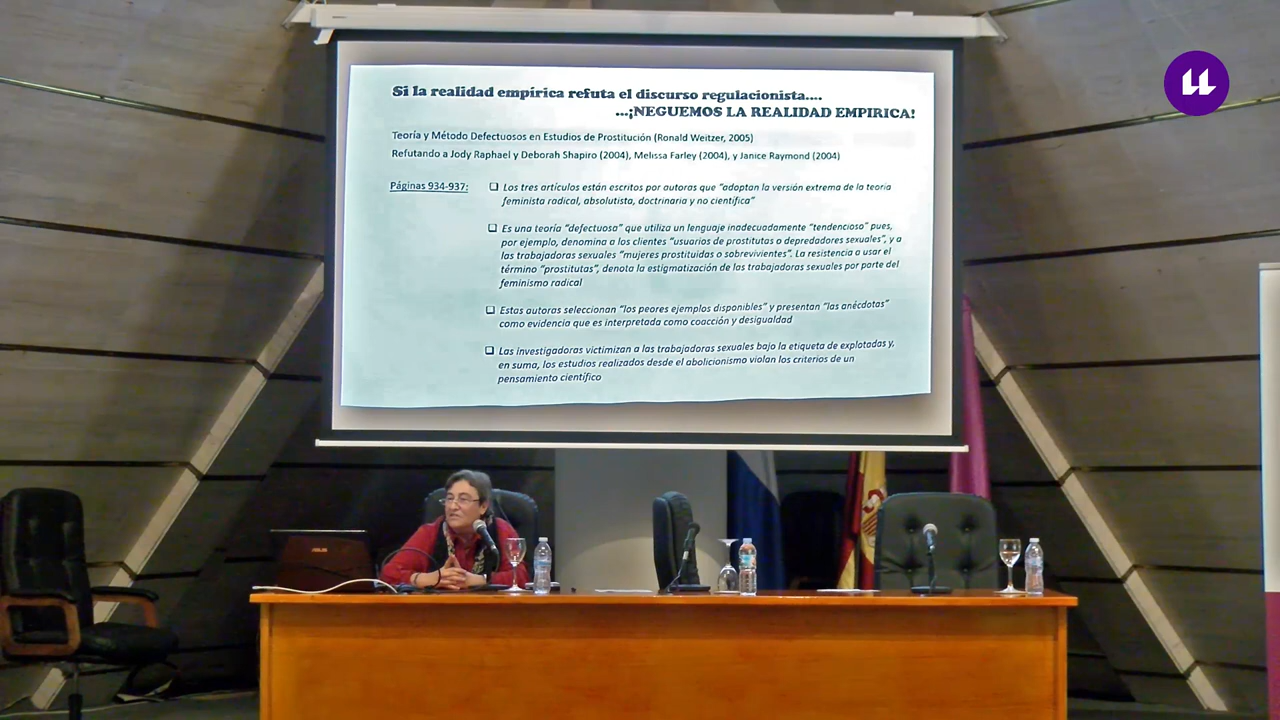 Si la realidad empírica refuta el discurso regulacionista....
...¡NEGUEMOS LA REALIDAD EMPIRICA!
Teoría y Método Defectuosos en Estudios de Prostitución (Ronald Weitzer, 2005)
Refutando a Jody Raphael y Deborah Shapiro (2004), Melissa Farley (2004), y Janice Raymond (2004)
Páginas 934-937:
Los tres artículos están escritos por autoras que "adoptan la versión extrema de la teoría
feminista radical, absolutista, doctrinaria y no científica"
Es una teoría "defectuosa" que utiliza un lenguaje inadecuadamente "tendencioso" pues,
por ejemplo, denomina a los clientes "usuarios de prostitutas o depredadores sexuales", y a
las trabajadoras sexuales "mujeres prostituidas o sobrevivientes". La resistencia a usar el
término "prostitutas", denota la estigmatización de las trabajadoras sexuales por parte del
feminismo radical
Estas autoras seleccionan "los peores ejemplos disponibles" y presentan "las anécdotas"
como evidencia que es interpretada como coacción y desigualdad
Las investigadoras victimizan a las trabajadoras sexuales bajo la etiqueta de explotadas y,
en suma, los estudios realizados desde el abolicionismo violan los criterios de un
pensamiento científico
ASUS